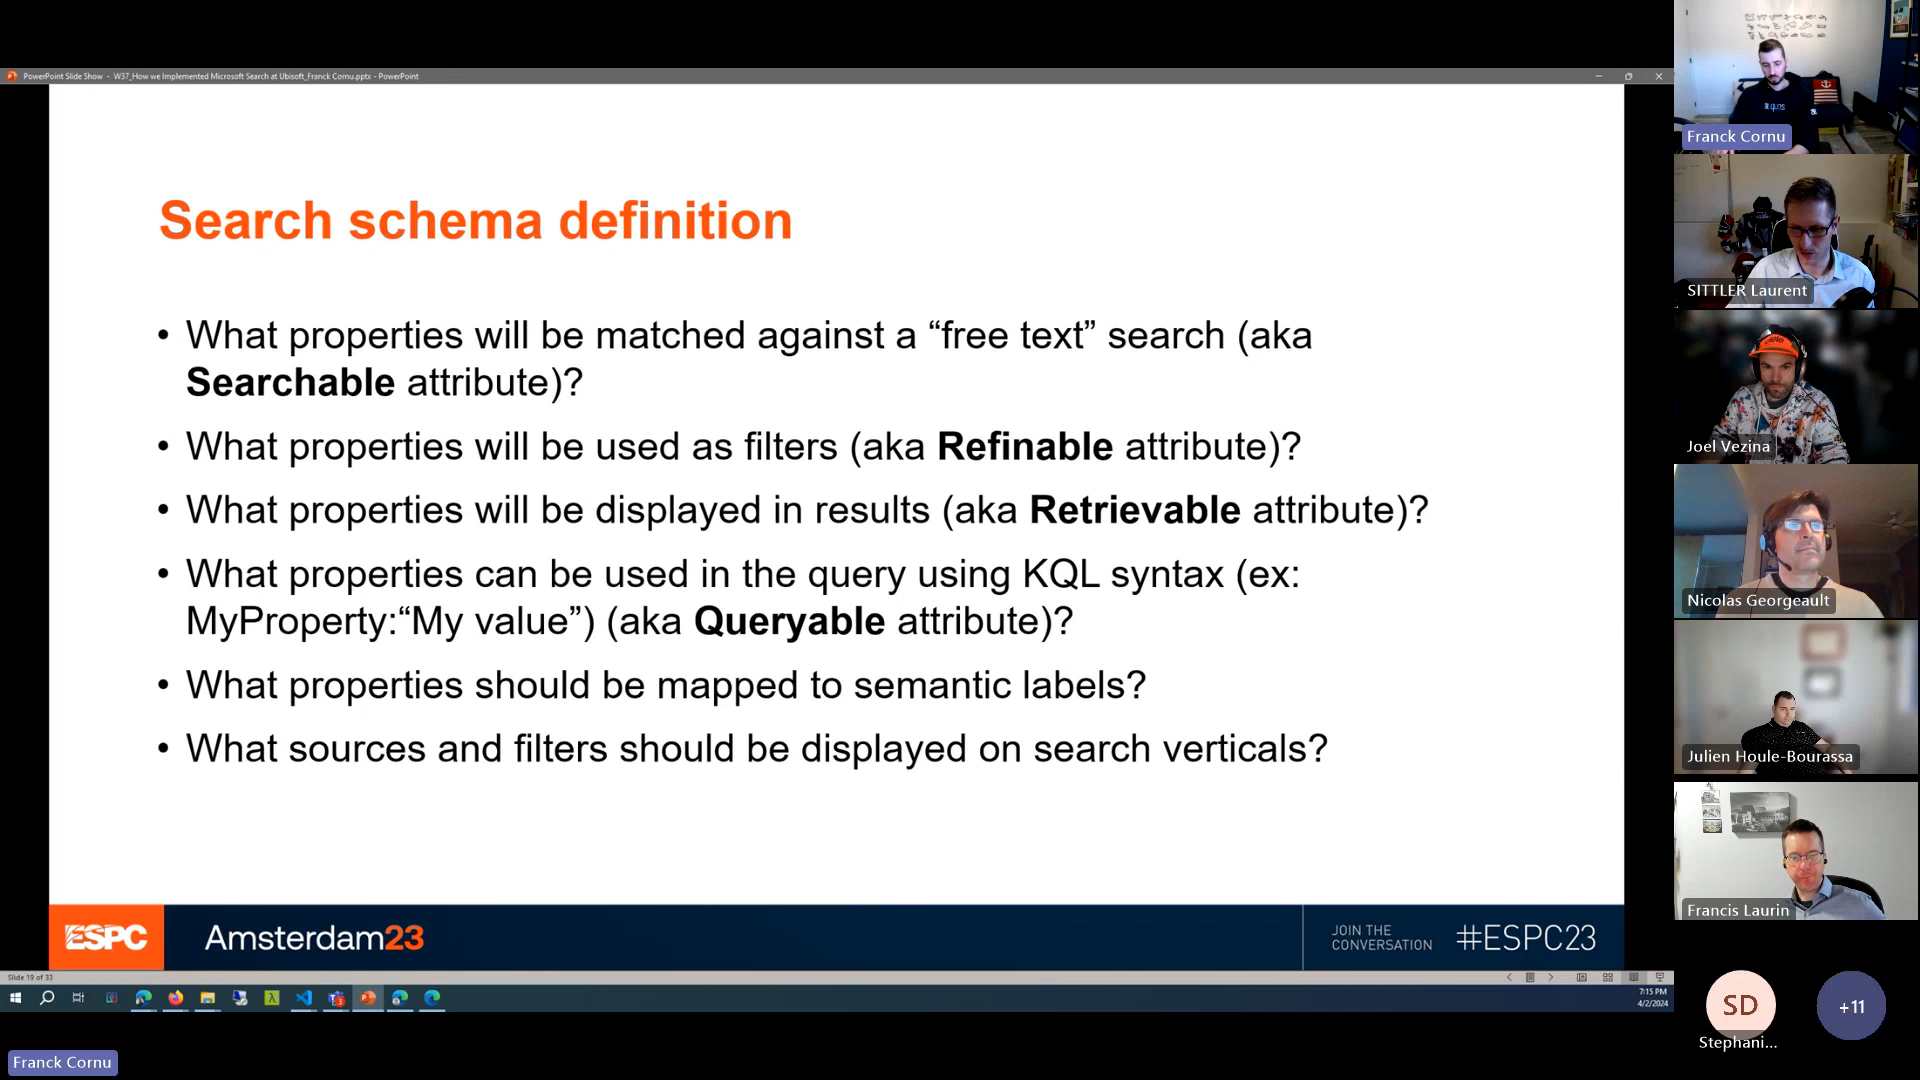 PowerPoint Slide Show - W37_How we Implemented Microsoft Search at Ubisoft_Franck Cornu.pptx - PowerPoint
Search schema definition
• What properties will be matched against a “free text” search (aka
Searchable attribute)?
• What properties will be used as filters (aka Refinable attribute)?
• What properties will be displayed in results (aka Retrievable attribute)?
• What properties can be used in the query using KQL syntax (ex:
MyProperty:“My value”) (aka Queryable attribute)?
• What properties should be mapped to semantic labels?
• What sources and filters should be displayed on search verticals?
ESPC
Amsterdam23
JOIN THE
CONVERSATION
#ESPC23
Slide 19 of 33
7:15 PM
4/2/2024
Franck Cornu
Franck Cornu
SITTLER Laurent
Joel Vezina
Nicolas Georgeault
Julien Houle-Bourassa
Francis Laurin
SD
Stephani...
+11